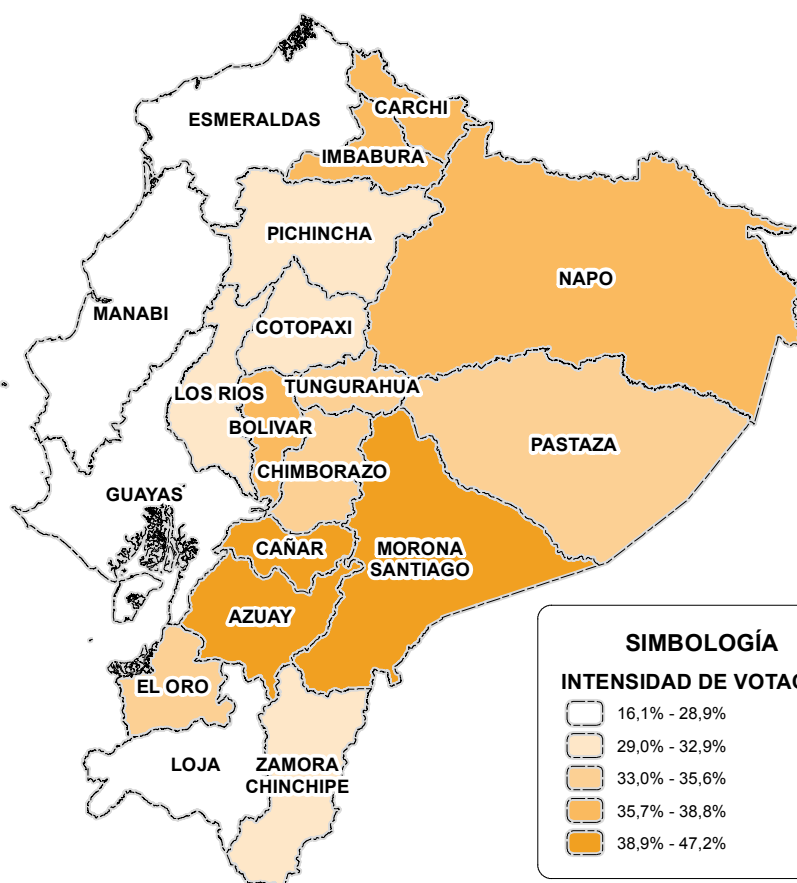 ESMERALDAS
CARCHI
IMBABURA
PICHINCHA
NAPO
MANABI
COTOPAXI
LOS RIOS
TUNGURAHUA
BOLIVAR
PASTAZA
CHIMBORAZO
GUAYAS
CAÑAR
MORONA
SANTIAGO
AZUAY
EL ORO
LOJA
ZAMORA
CHINCHIPE
SIMBOLOGÍA
INTENSIDAD DE
16,1% - 28,9%
29,0% - 32,9%
33,0% - 35,6%
35,7% - 38,8%
38,9% - 47,2%